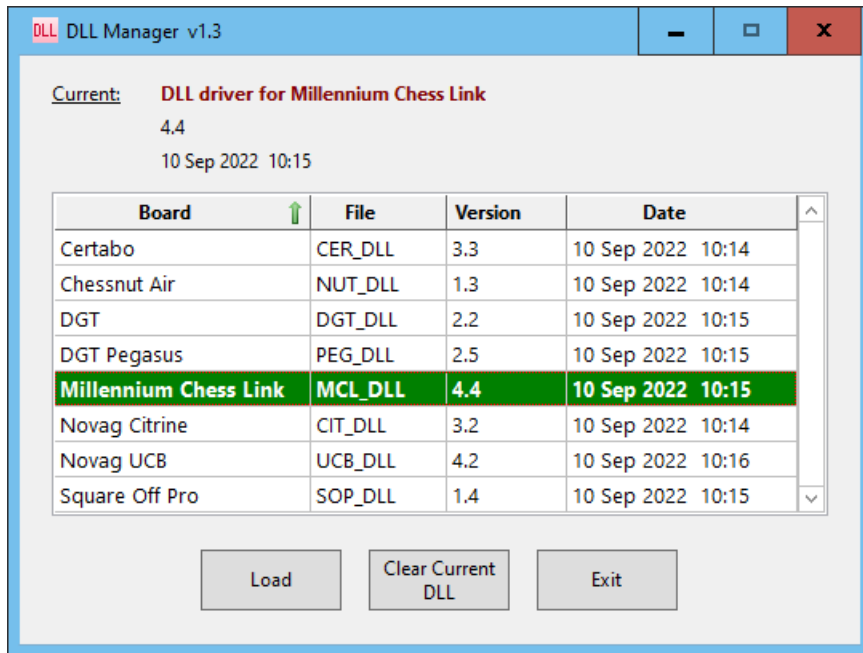 DLL DLL Manager v1.3
Current: DLL driver for Millennium Chess Link
4.4
10 Sep 2022 10:15
Board File Version Date
Certabo CER_DLL 3.3 10 Sep 2022 10:14
Chessnut Air NUT_DLL 1.3 10 Sep 2022 10:14
DGT DGT_DLL 2.2 10 Sep 2022 10:15
DGT Pegasus PEG_DLL 2.5 10 Sep 2022 10:15
Millennium Chess Link MCL_DLL 4.4 10 Sep 2022 10:15
Novag Citrine CIT_DLL 3.2 10 Sep 2022 10:14
Novag UCB UCB_DLL 4.2 10 Sep 2022 10:16
Square Off Pro SOP_DLL 1.4 10 Sep 2022 10:15
Load
Clear Current
DLL
Exit